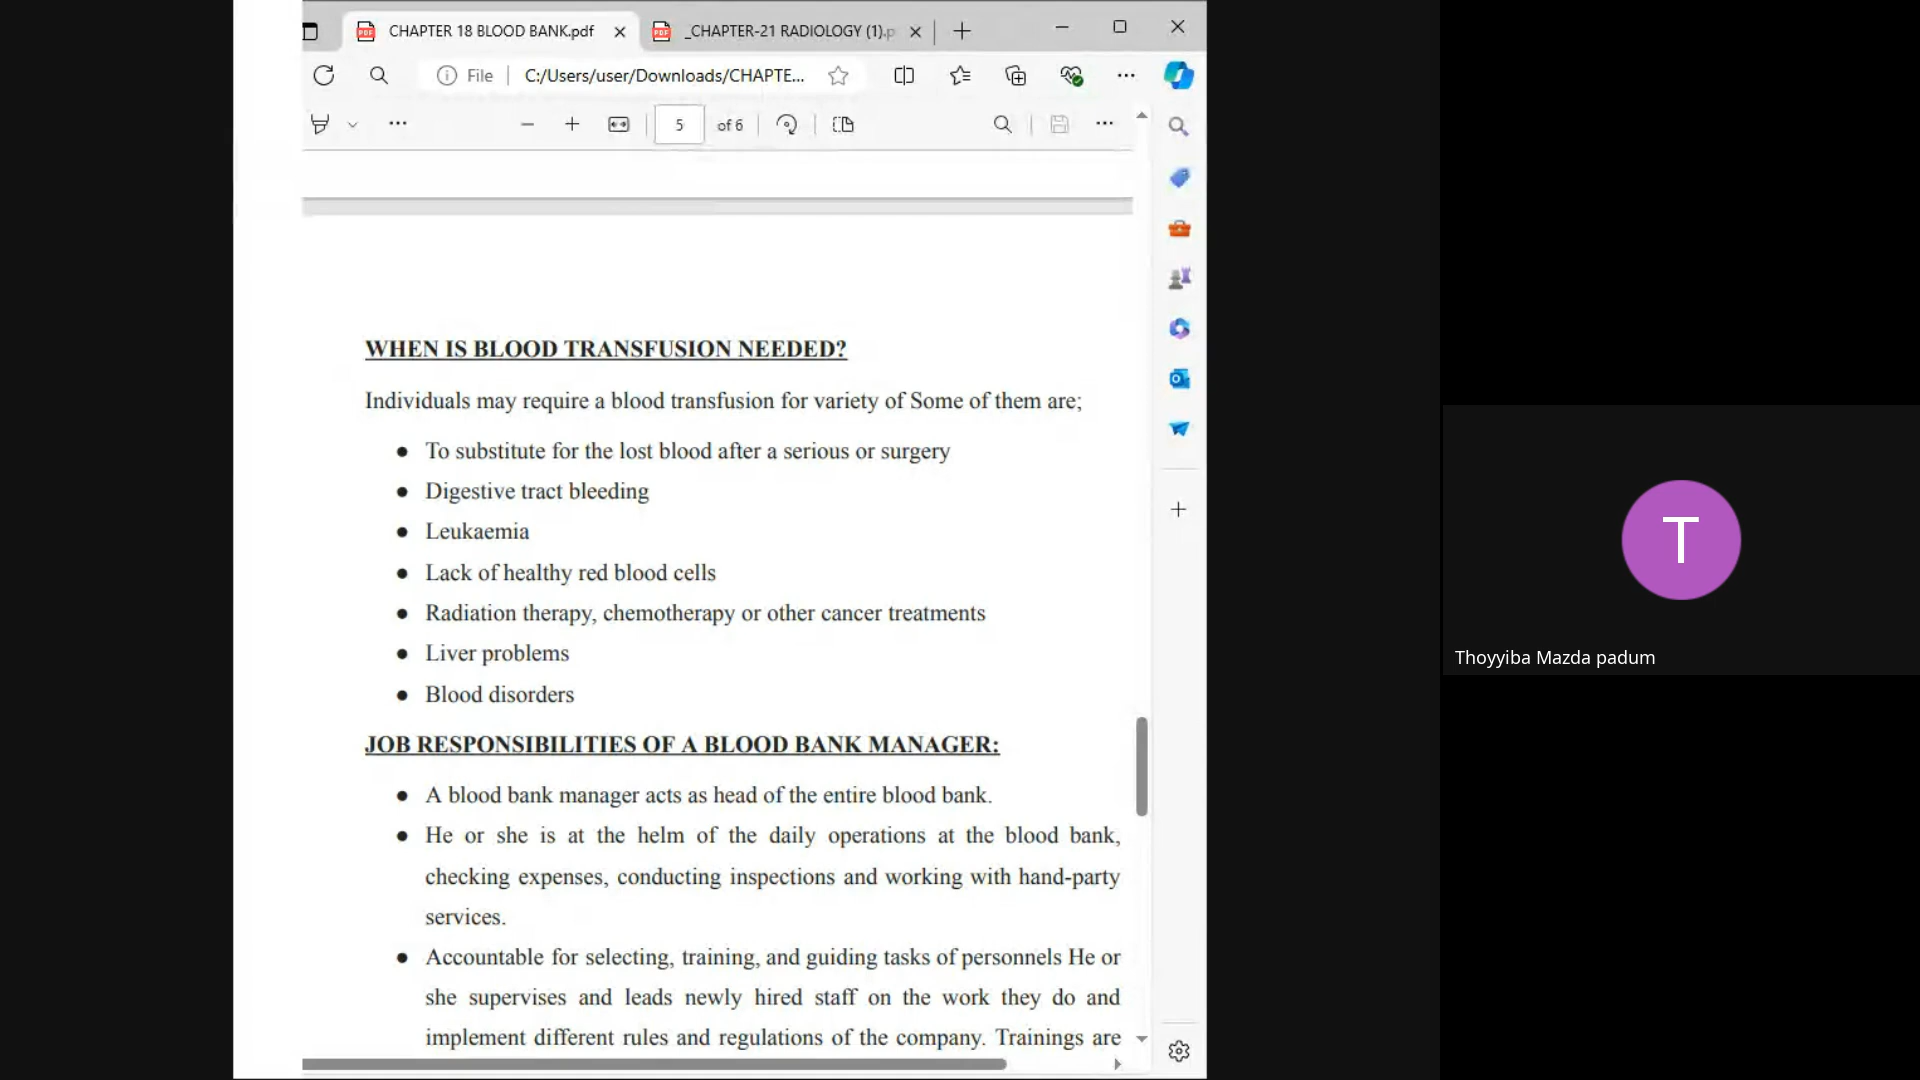 CHAPTER 18 BLOOD BANK.pdf
_CHAPTER-21 RADIOLOGY (1).p
File
C:/Users/user/Downloads/CHAPTE...
5 of 6
WHEN IS BLOOD TRANSFUSION NEEDED?
Individuals may require a blood transfusion for variety of Some of them are;
● To substitute for the lost blood after a serious or surgery
● Digestive tract bleeding
● Leukaemia
● Lack of healthy red blood cells
● Radiation therapy, chemotherapy or other cancer treatments
● Liver problems
● Blood disorders
JOB RESPONSIBILITIES OF A BLOOD BANK MANAGER:
● A blood bank manager acts as head of the entire blood bank.
● He or she is at the helm of the daily operations at the blood bank,
checking expenses, conducting inspections and working with hand-party
services.
● Accountable for selecting, training, and guiding tasks of personnels He or
she supervises and leads newly hired staff on the work they do and
implement different rules and regulations of the company. Trainings are
T
Thoyyiba Mazda padum